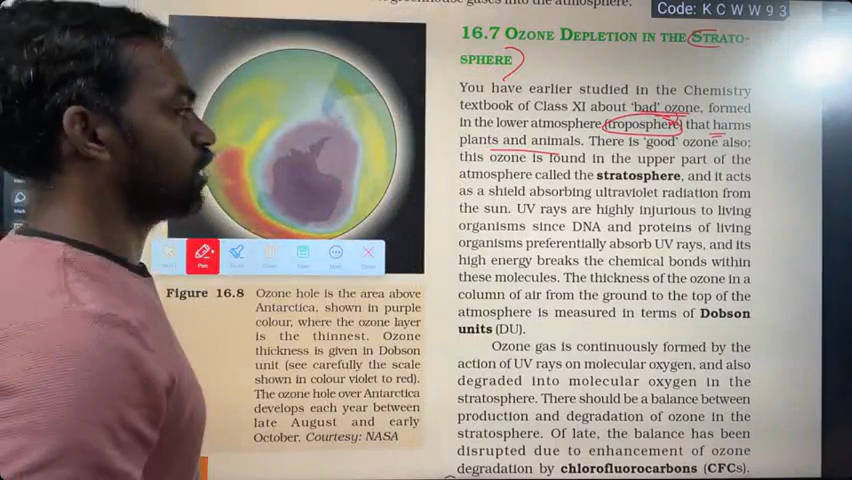 greenhouse gases into the atmosphere.
Code: K C W W 9 3
16.7 OZONE DEPLETION IN THE STRATO-
SPHERE
You have earlier studied in the Chemistry
textbook of Class XI about 'bad' ozone, formed
in the lower atmosphere (troposphere) that harms
plants and animals. There is 'good' ozone also;
this ozone is found in the upper part of the
atmosphere called the stratosphere, and it acts
as a shield absorbing ultraviolet radiation from
the sun. UV rays are highly injurious to living
organisms since DNA and proteins of living
organisms preferentially absorb UV rays, and its
high energy breaks the chemical bonds within
these molecules. The thickness of the ozone in a
column of air from the ground to the top of the
atmosphere is measured in terms of Dobson
units (DU).
Ozone gas is continuously formed by the
action of UV rays on molecular oxygen, and also
degraded into molecular oxygen in the
stratosphere. There should be a balance between
production and degradation of ozone in the
stratosphere. Of late, the balance has been
disrupted due to enhancement of ozone
degradation by chlorofluorocarbons (CFCs).
Pen
Close
Figure 16.8 Ozone hole is the area above
Antarctica, shown in purple
colour, where the ozone layer
is the thinnest. Ozone
thickness is given in Dobson
unit (see carefully the scale
shown in colour violet to red).
The ozone hole over Antarctica
develops each year between
late August and early
October. Courtesy: NASA